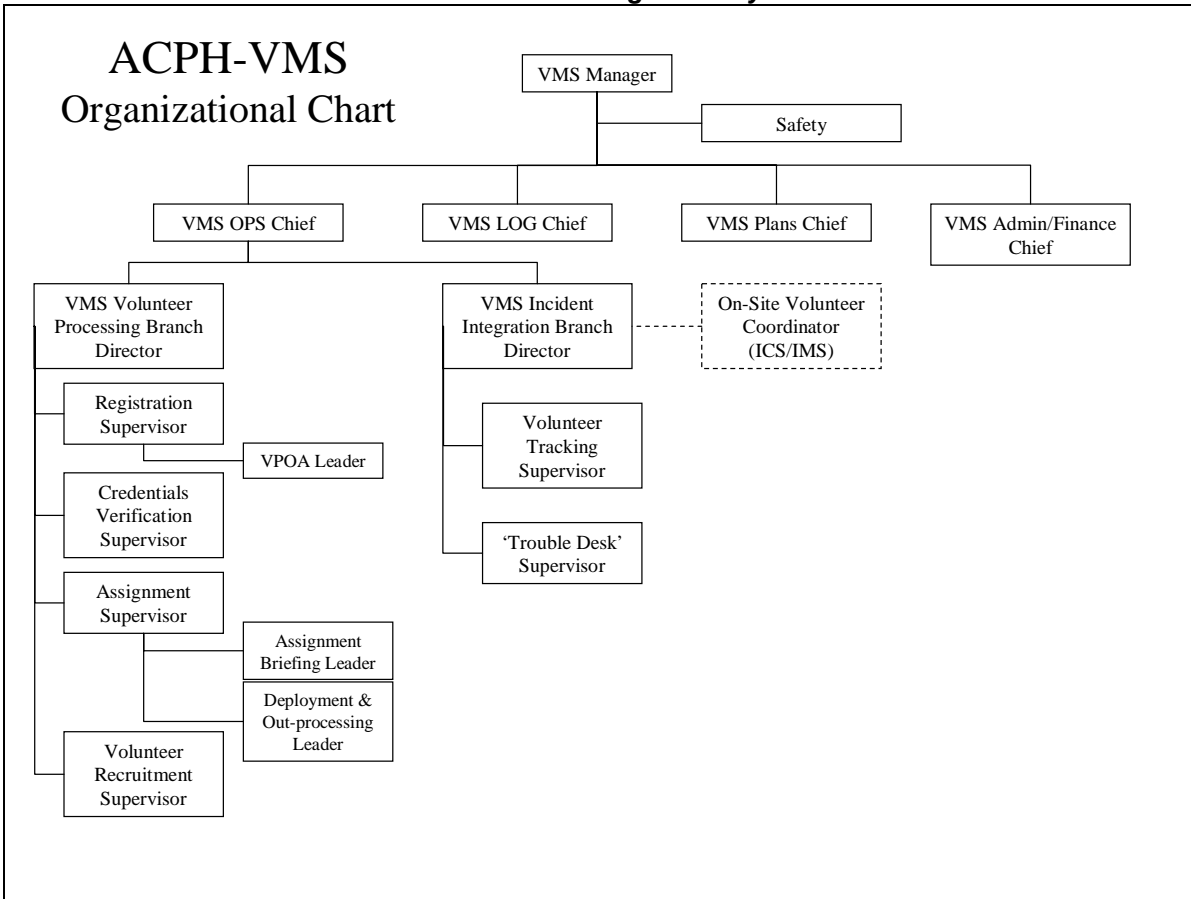 ACPH-VMS
Organizational Chart
VMS Manager
Safety
VMS OPS Chief
VMS LOG Chief
VMS Plans Chief
VMS Admin/Finance
Chief
VMS Volunteer
Processing Branch
Director
VMS Incident
Integration Branch
Director
On-Site Volunteer
Coordinator
(ICS/IMS)
Registration
Supervisor
VPOA Leader
Credentials
Verification
Supervisor
Assignment
Supervisor
Assignment
Briefing Leader
Deployment &
Out-processing
Leader
Volunteer
Recruitment
Supervisor
Volunteer
Tracking
Supervisor
‘Trouble Desk’
Supervisor